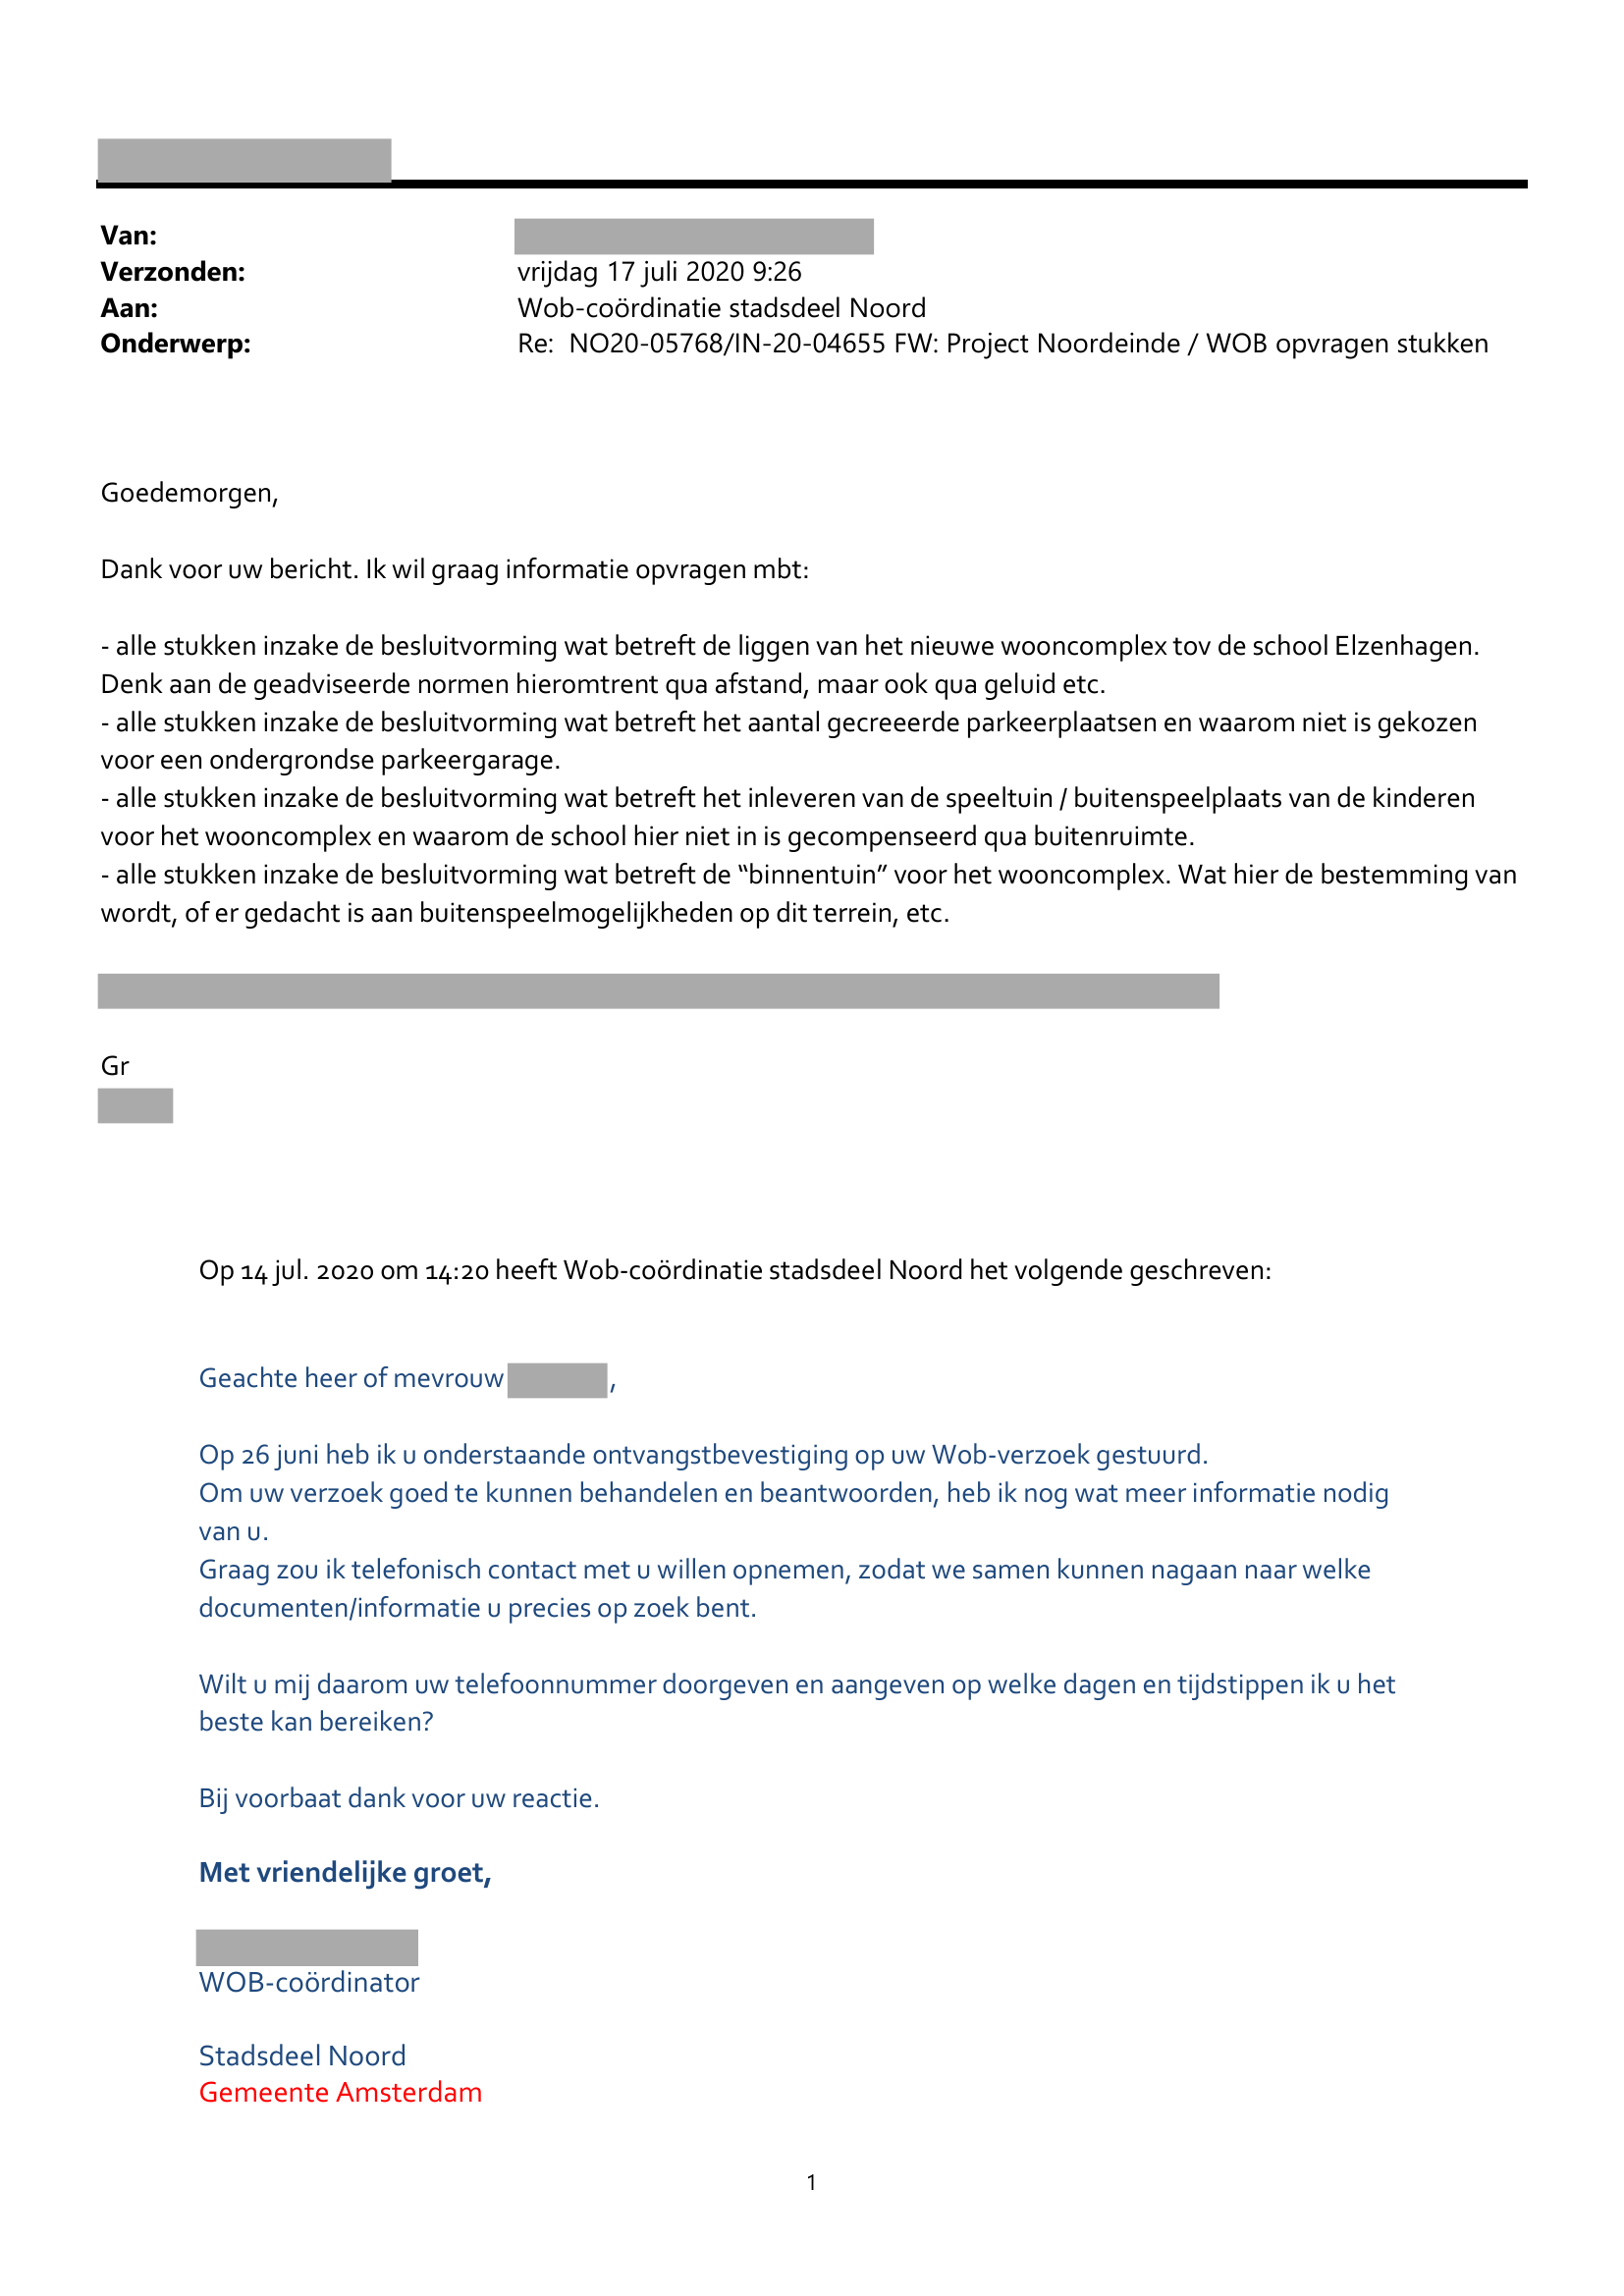 Van:
Verzonden: vrijdag 17 juli 2020 9:26
Aan: Wob-coördinatie stadsdeel Noord
Onderwerp: Re: NO20-05768/IN-20-04655 FW: Project Noordeinde / WOB opvragen stukken
Goedemorgen,
Dank voor uw bericht. Ik wil graag informatie opvragen mbt:
- alle stukken inzake de besluitvorming wat betreft de liggen van het nieuwe wooncomplex tov de school Elzenhagen.
Denk aan de geadviseerde normen hieromtrent qua afstand, maar ook qua geluid etc.
- alle stukken inzake de besluitvorming wat betreft het aantal gecreeerde parkeerplaatsen en waarom niet is gekozen
voor een ondergrondse parkeergarage.
- alle stukken inzake de besluitvorming wat betreft het inleveren van de speeltuin / buitenspeelplaats van de kinderen
voor het wooncomplex en waarom de school hier niet in is gecompenseerd qua buitenruimte.
- alle stukken inzake de besluitvorming wat betreft de “binnentuin” voor het wooncomplex. Wat hier de bestemming van
wordt, of er gedacht is aan buitenspeelmogelijkheden op dit terrein, etc.
Gr
Op 14 jul. 2020 om 14:20 heeft Wob-coördinatie stadsdeel Noord het volgende geschreven:
Geachte heer of mevrouw ,
Op 26 juni heb ik u onderstaande ontvangstbevestiging op uw Wob-verzoek gestuurd.
Om uw verzoek goed te kunnen behandelen en beantwoorden, heb ik nog wat meer informatie nodig
van u.
Graag zou ik telefonisch contact met u willen opnemen, zodat we samen kunnen nagaan naar welke
documenten/informatie u precies op zoek bent.
Wilt u mij daarom uw telefoonnummer doorgeven en aangeven op welke dagen en tijdstippen ik u het
beste kan bereiken?
Bij voorbaat dank voor uw reactie.
Met vriendelijke groet,
WOB-coördinator
Stadsdeel Noord
Gemeente Amsterdam
1